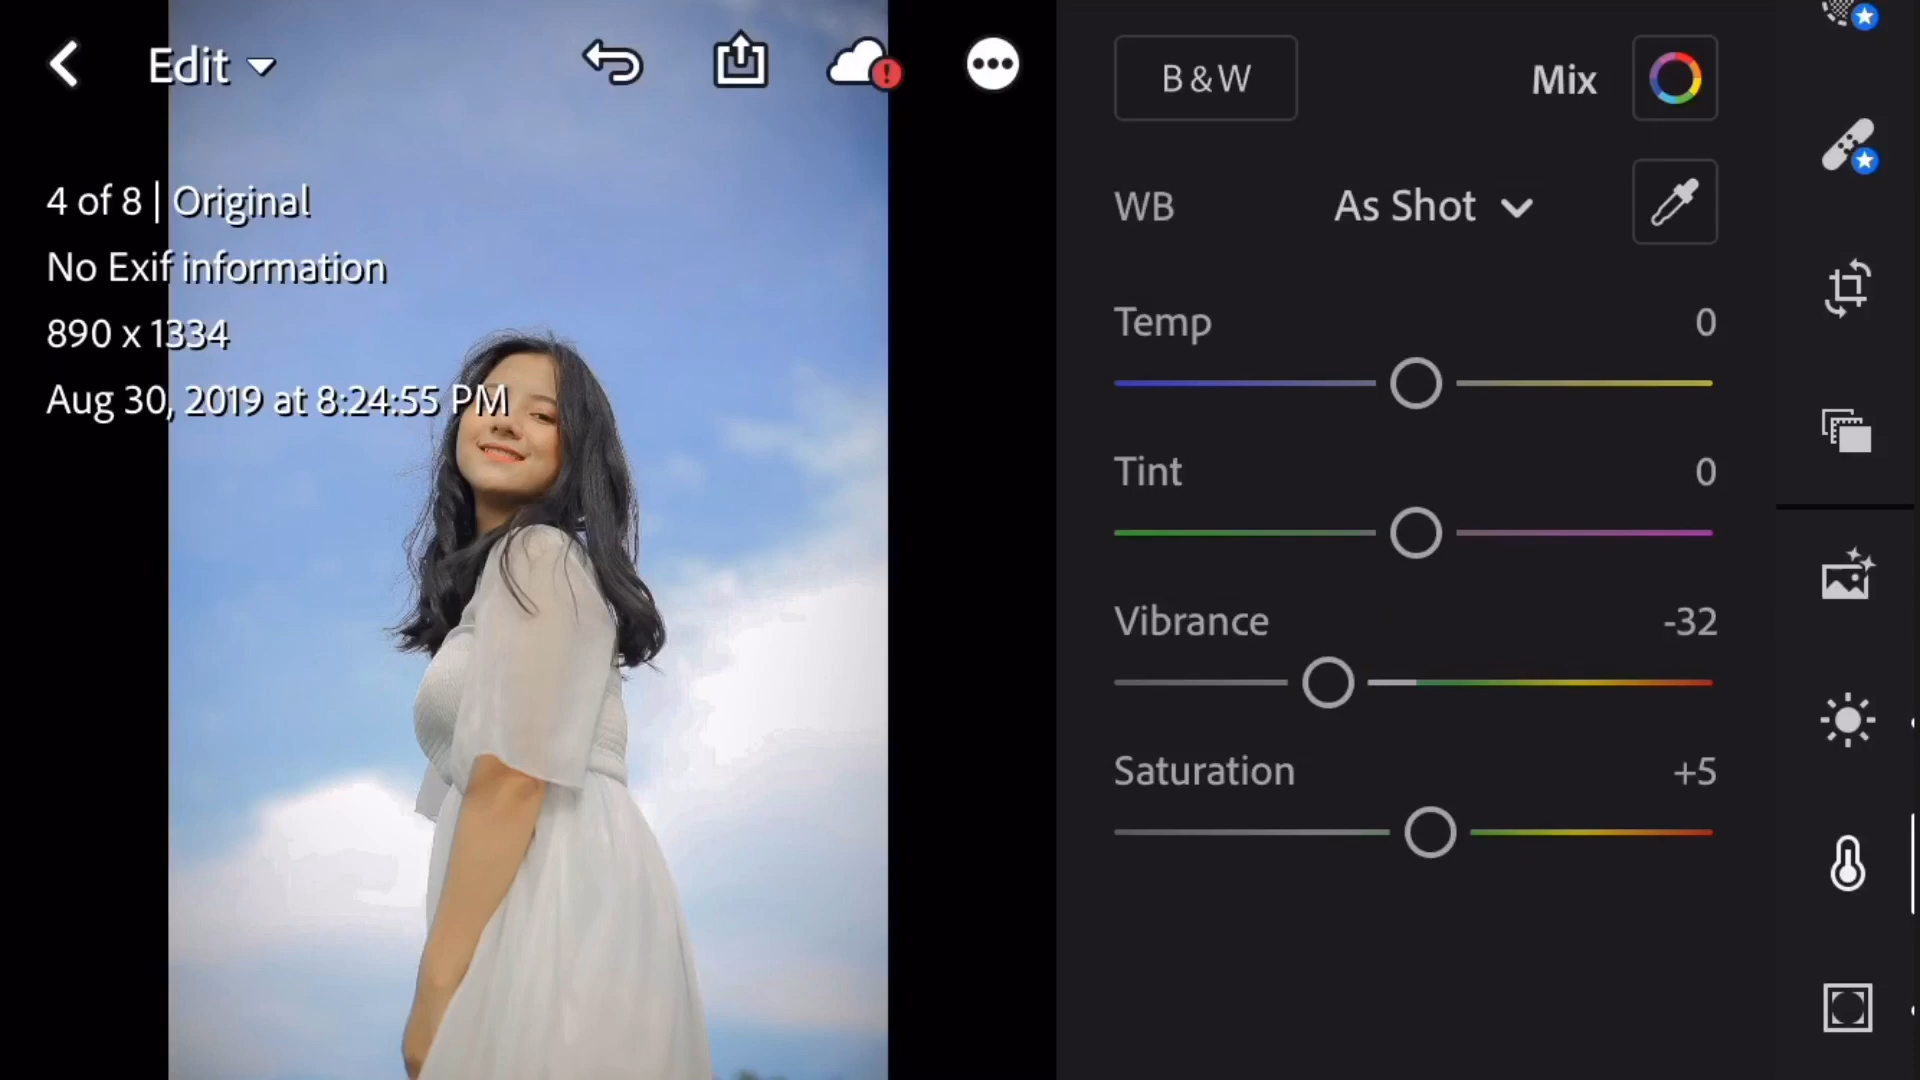 Edit
4 of 8 | Original
No Exif information
890 x 1334
Aug 30, 2019 at 8:24:55 PM
B & W
Mix
WB
As Shot
Temp
0
Tint
0
Vibrance
-32
Saturation
+5